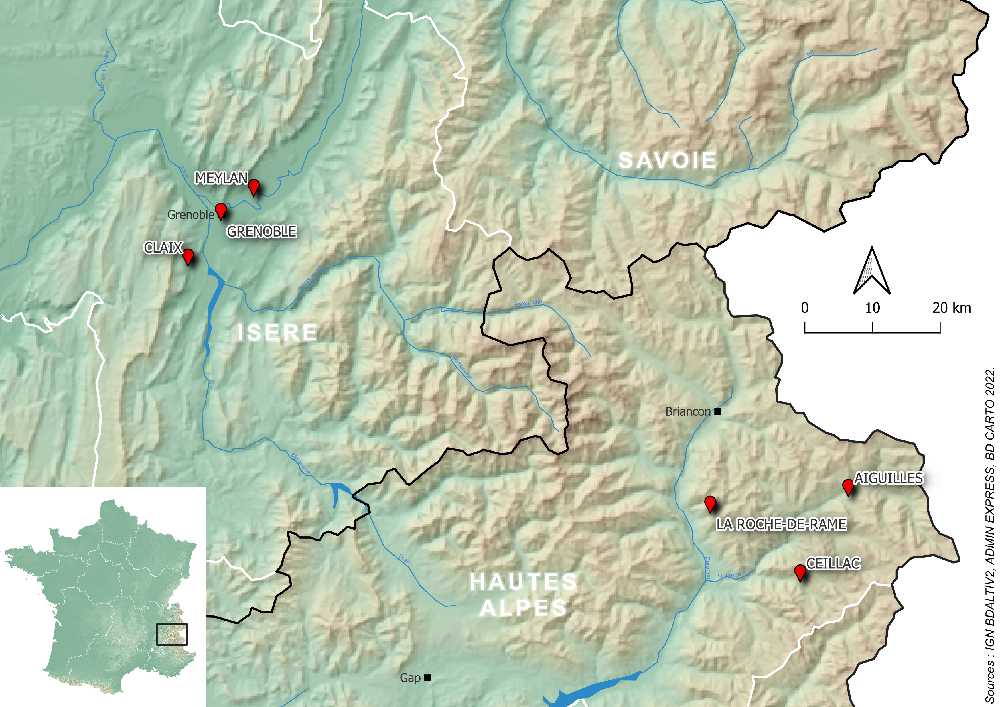 Lac de Paladru
Arc
Arc
SAVOIE
Isere
MEYLAN
Grenoble
GRENOBLE
CLAIX
Romanche
Romanche
0 10 20 km
ISERE
Romanche
Briancon
Malsanne
AIGUILLES
LA ROCHE-DE-RAME
Drac
Durance
Durance
CEILLAC
HAUTES
ALPES
Gap
Sources : IGN BDALTIV2, ADMIN EXPRESS, BD CARTO 2022.